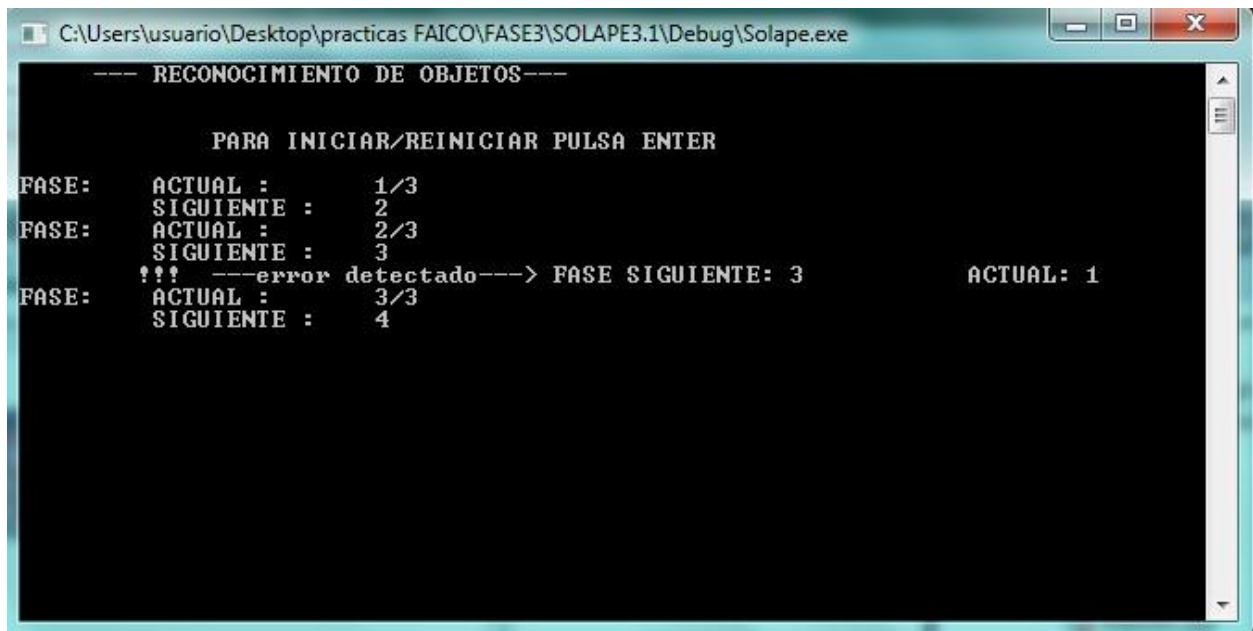 C:\Users\usuario\Desktop\practicas FAICO\FASE3\SOLAPE3.1\Debug\Solape.exe
--- RECONOCIMIENTO DE OBJETOS---
PARA INICIAR/REINICIAR PULSA ENTER
FASE: ACTUAL : 1/3
SIGUIENTE : 2
FASE: ACTUAL : 2/3
SIGUIENTE : 3
!!! ---error detectado---> FASE SIGUIENTE: 3 ACTUAL: 1
FASE: ACTUAL : 3/3
SIGUIENTE : 4